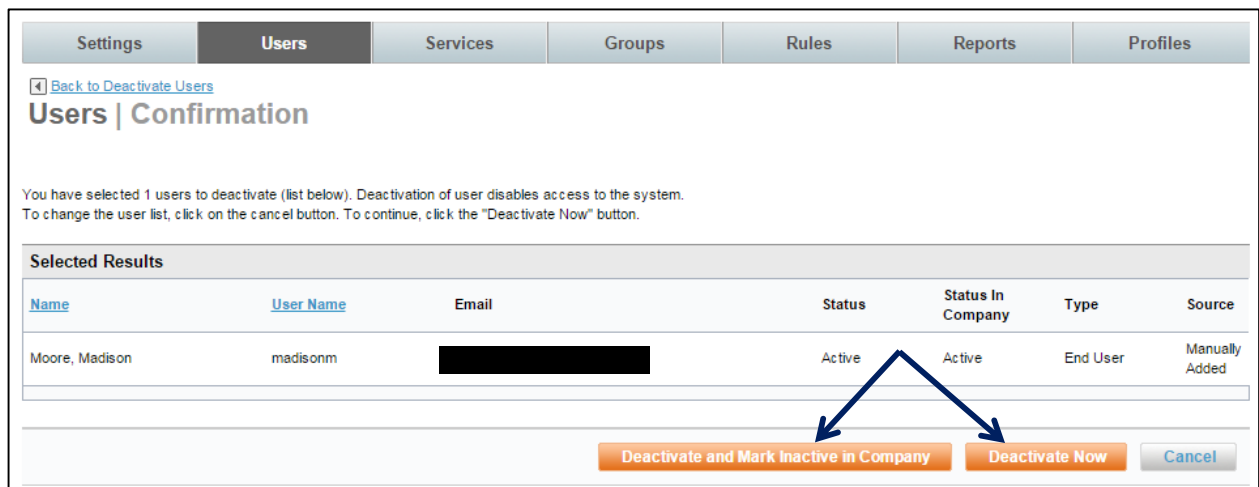 Settings Users Services Groups Rules Reports Profiles
Back to Deactivate Users
Users | Confirmation
You have selected 1 users to deactivate (list below). Deactivation of user disables access to the system.
To change the user list, click on the cancel button. To continue, click the "Deactivate Now" button.
Selected Results
Name User Name Email Status Status In Company Type Source
Moore, Madison madisonm Active Active End User Manually Added
Deactivate and Mark Inactive in Company Deactivate Now Cancel